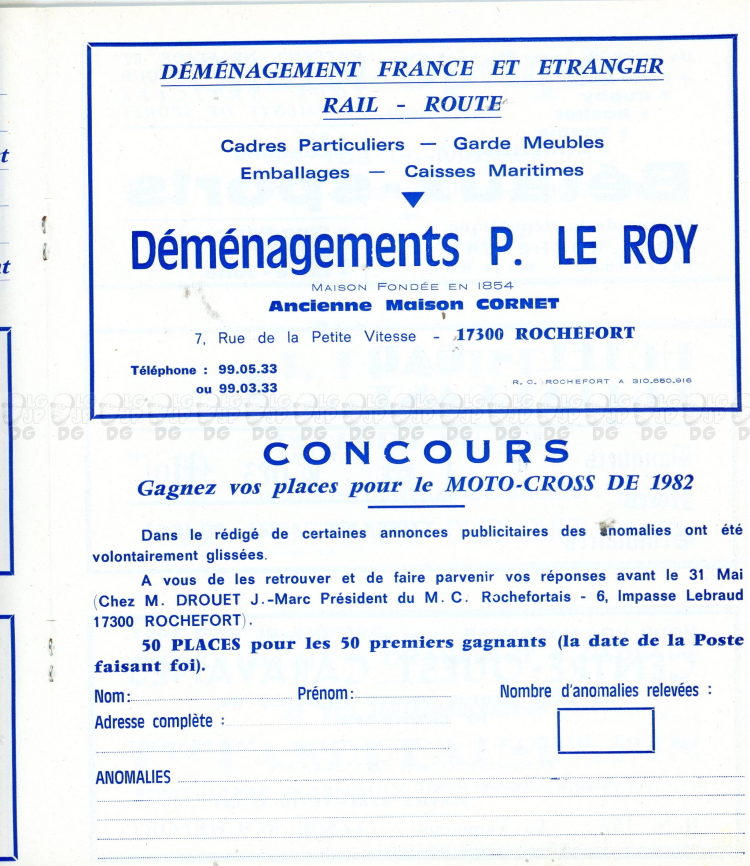 DÉMÉNAGEMENT FRANCE ET ETRANGER
RAIL - ROUTE
Cadres Particuliers — Garde Meubles
Emballages — Caisses Maritimes
Déménagements P. LE ROY
MAISON FONDÉE EN 1854
Ancienne Maison CORNET
7, Rue de la Petite Vitesse - 17300 ROCHEFORT
Téléphone : 99.05.33
ou 99.03.33
R. C. ROCHEFORT A 310.680.916
CONCOURS
Gagnez vos places pour le MOTO-CROSS DE 1982
Dans le rédigé de certaines annonces publicitaires des anomalies ont été
volontairement glissées.
A vous de les retrouver et de faire parvenir vos réponses avant le 31 Mai
(Chez M. DROUET J.-Marc Président du M. C. Rochefortais - 6, Impasse Lebraud
17300 ROCHEFORT).
50 PLACES pour les 50 premiers gagnants (la date de la Poste
faisant foi).
Nom : Prénom : Nombre d'anomalies relevées :
Adresse complète :
ANOMALIES